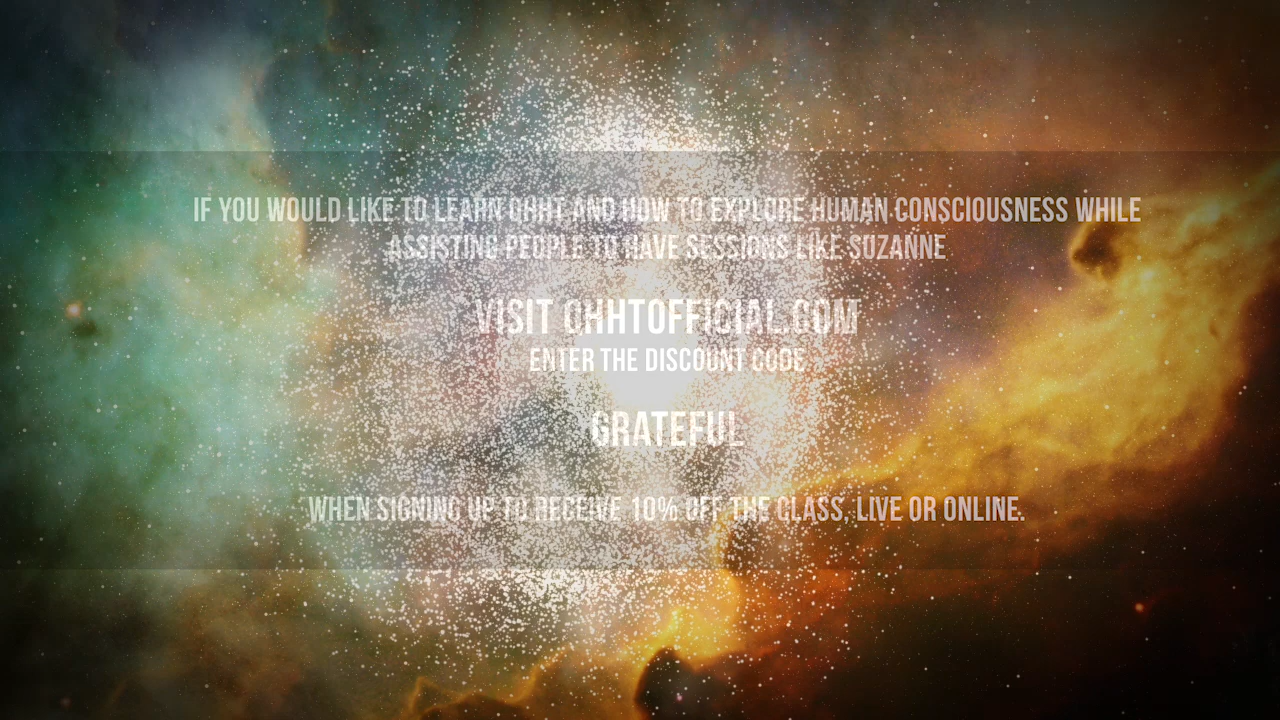 IF YOU WOULD LIKE TO LEARN QHHT AND HOW TO EXPLORE HUMAN CONSCIOUSNESS WHILE
ASSISTING PEOPLE TO HAVE SESSIONS LIKE SUZANNE
VISIT QHHTOFFICIAL.COM
ENTER THE DISCOUNT CODE
GRATEFUL
WHEN SIGNING UP TO RECEIVE 10% OFF THE CLASS, LIVE OR ONLINE.